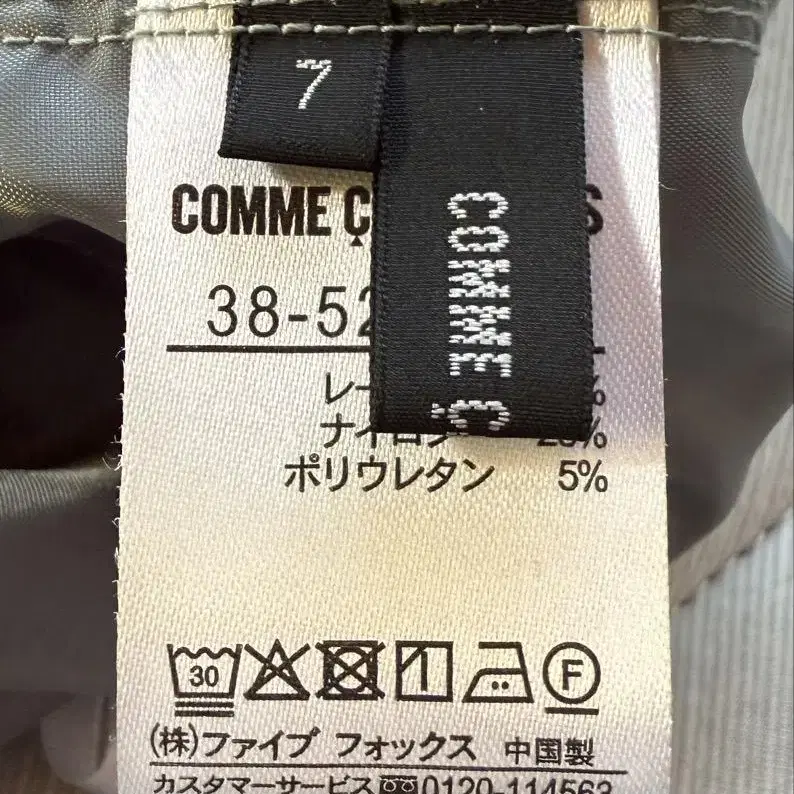 7
COMME Ç
COMME Ç S
38-52
レー %
ナイロン %
ポリウレタン 5%
30
F
(株)ファイブ フォックス 中国製
カスタマーサービス 0120-114563